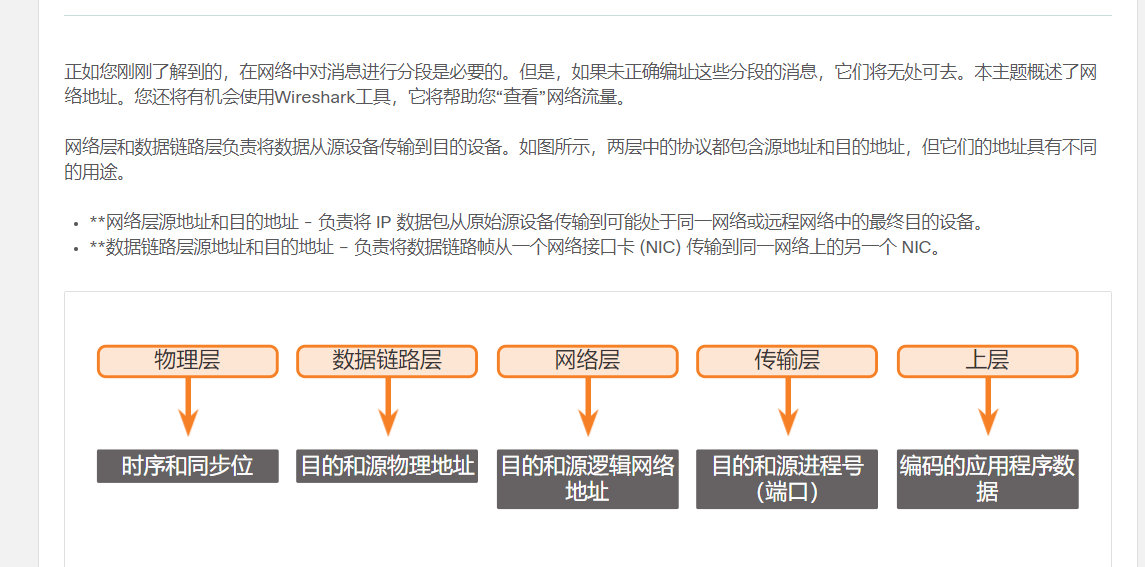 正如您刚刚了解到的，在网络中对消息进行分段是必要的。但是，如果未正确编址这些分段的消息，它们将无处可去。本主题概述了网
络地址。您还将有机会使用Wireshark工具，它将帮助您“查看”网络流量。
网络层和数据链路层负责将数据从源设备传输到目的设备。如图所示，两层中的协议都包含源地址和目的地址，但它们的地址具有不同
的用途。
• **网络层源地址和目的地址 - 负责将 IP 数据包从原始源设备传输到可能处于同一网络或远程网络中的最终目的设备。
• **数据链路层源地址和目的地址 – 负责将数据链路帧从一个网络接口卡 (NIC) 传输到同一网络上的另一个 NIC。
物理层
数据链路层
网络层
传输层
上层
时序和同步位
目的和源物理地址
目的和源逻辑网络
地址
目的和源进程号
（端口）
编码的应用程序数
据